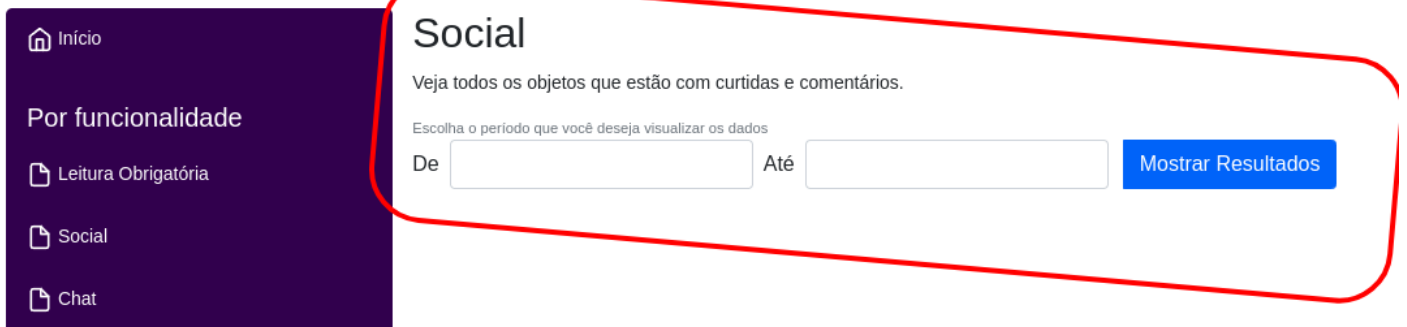 Início
Por funcionalidade
Leitura Obrigatória
Social
Chat
Social
Veja todos os objetos que estão com curtidas e comentários.
Escolha o período que você deseja visualizar os dados
De Até Mostrar Resultados